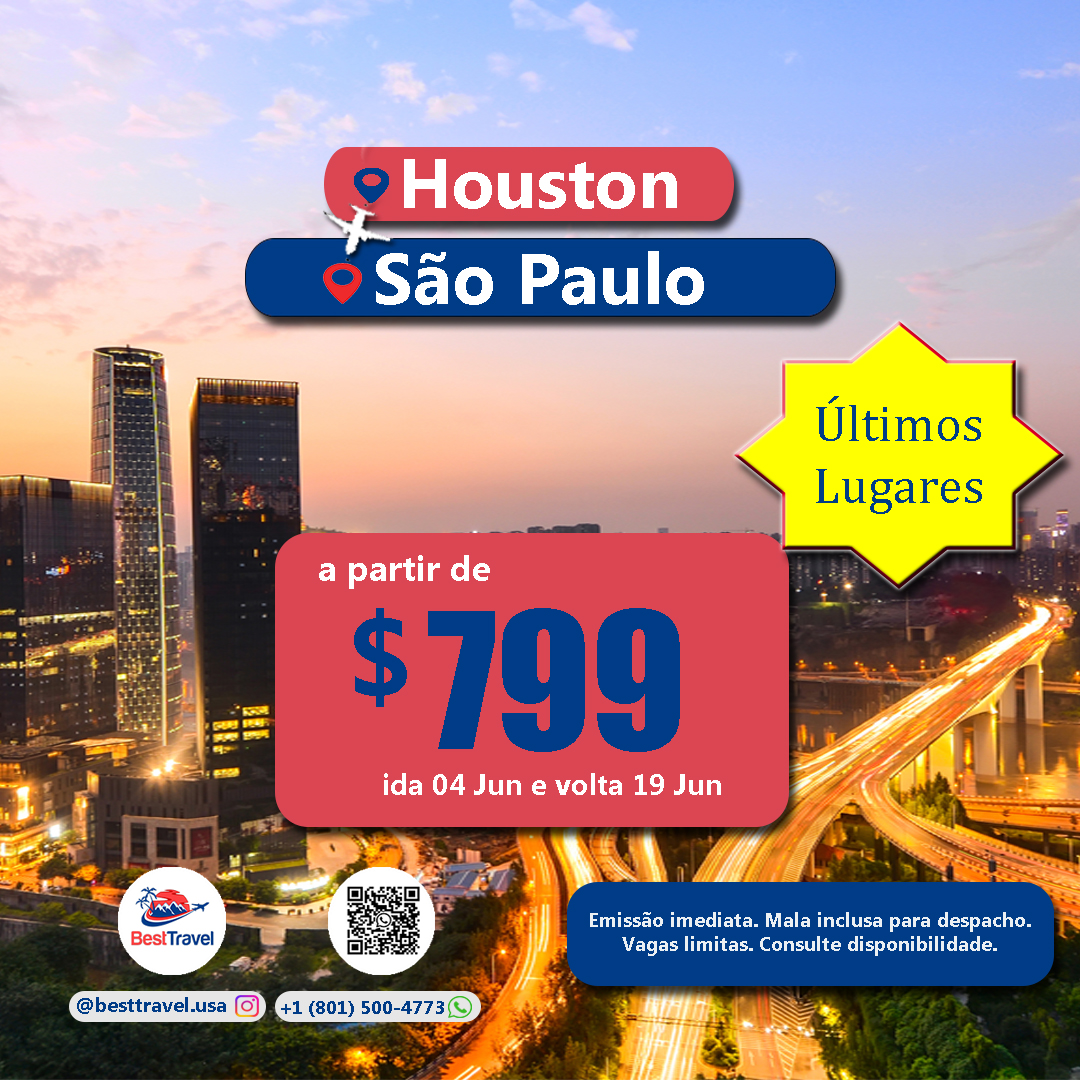 Houston
São Paulo
Últimos
Lugares
a partir de
$799
ida 04 Jun e volta 19 Jun
Emissão imediata. Mala inclusa para despacho.
Vagas limitas. Consulte disponibilidade.
BestTravel
@besttravel.usa
+1 (801) 500-4773